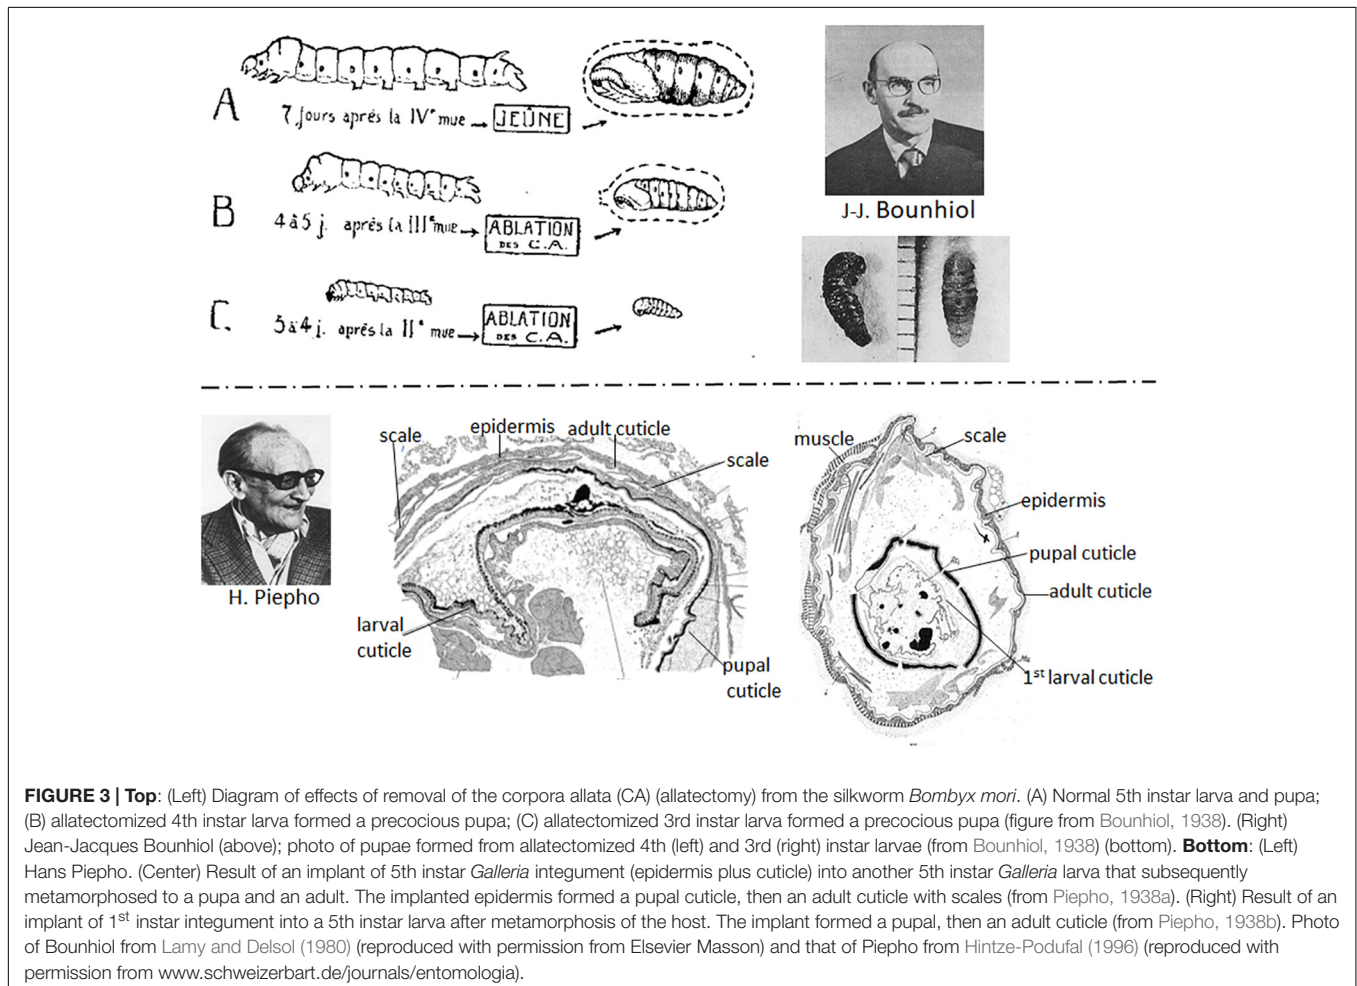 A
7 jours après la IVᵉ mue → JEÛNE
B
4 à 5 j. après la IIIᵉ mue → ABLATION
DES C.A.
C.
3 à 4 j. après la IIᵉ mue → ABLATION
DES C.A.
J-J. Bounhiol
H. Piepho
scale
epidermis
adult cuticle
scale
larval
cuticle
pupal
cuticle
muscle
scale
epidermis
pupal cuticle
adult cuticle
1st larval cuticle
FIGURE 3 | Top: (Left) Diagram of effects of removal of the corpora allata (CA) (allatectomy) from the silkworm Bombyx mori. (A) Normal 5th instar larva and pupa;
(B) allatectomized 4th instar larva formed a precocious pupa; (C) allatectomized 3rd instar larva formed a precocious pupa (figure from Bounhiol, 1938). (Right)
Jean-Jacques Bounhiol (above); photo of pupae formed from allatectomized 4th (left) and 3rd (right) instar larvae (from Bounhiol, 1938) (bottom). Bottom: (Left)
Hans Piepho. (Center) Result of an implant of 5th instar Galleria integument (epidermis plus cuticle) into another 5th instar Galleria larva that subsequently
metamorphosed to a pupa and an adult. The implanted epidermis formed a pupal cuticle, then an adult cuticle with scales (from Piepho, 1938a). (Right) Result of an
implant of 1st instar integument into a 5th instar larva after metamorphosis of the host. The implant formed a pupal, then an adult cuticle (from Piepho, 1938b). Photo
of Bounhiol from Lamy and Delsol (1980) (reproduced with permission from Elsevier Masson) and that of Piepho from Hintze-Podufal (1996) (reproduced with
permission from www.schweizerbart.de/journals/entomologia).